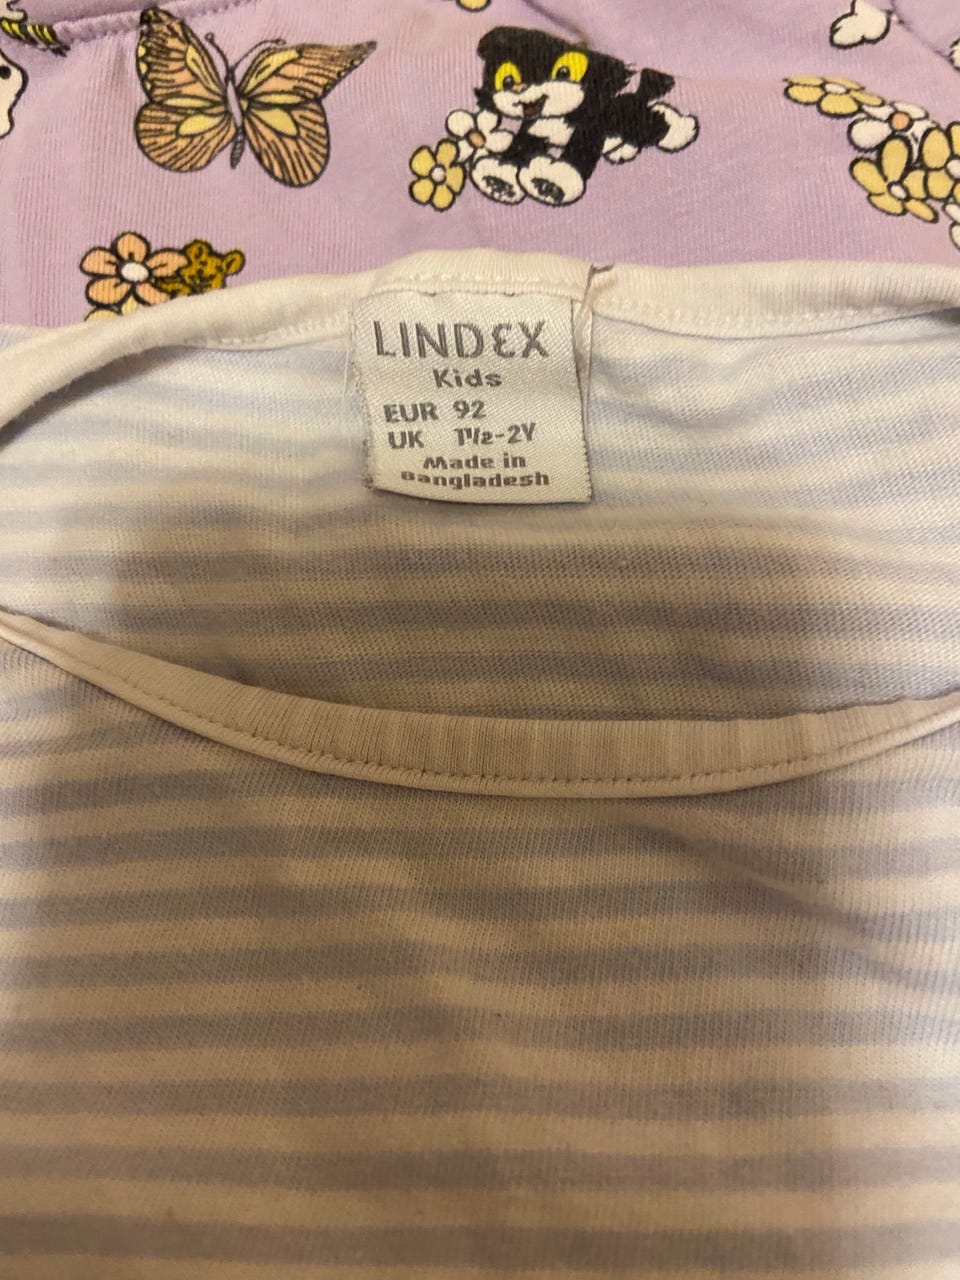 LINDEX
Kids
EUR 92
UK 1½-2Y
Made in
Bangladesh